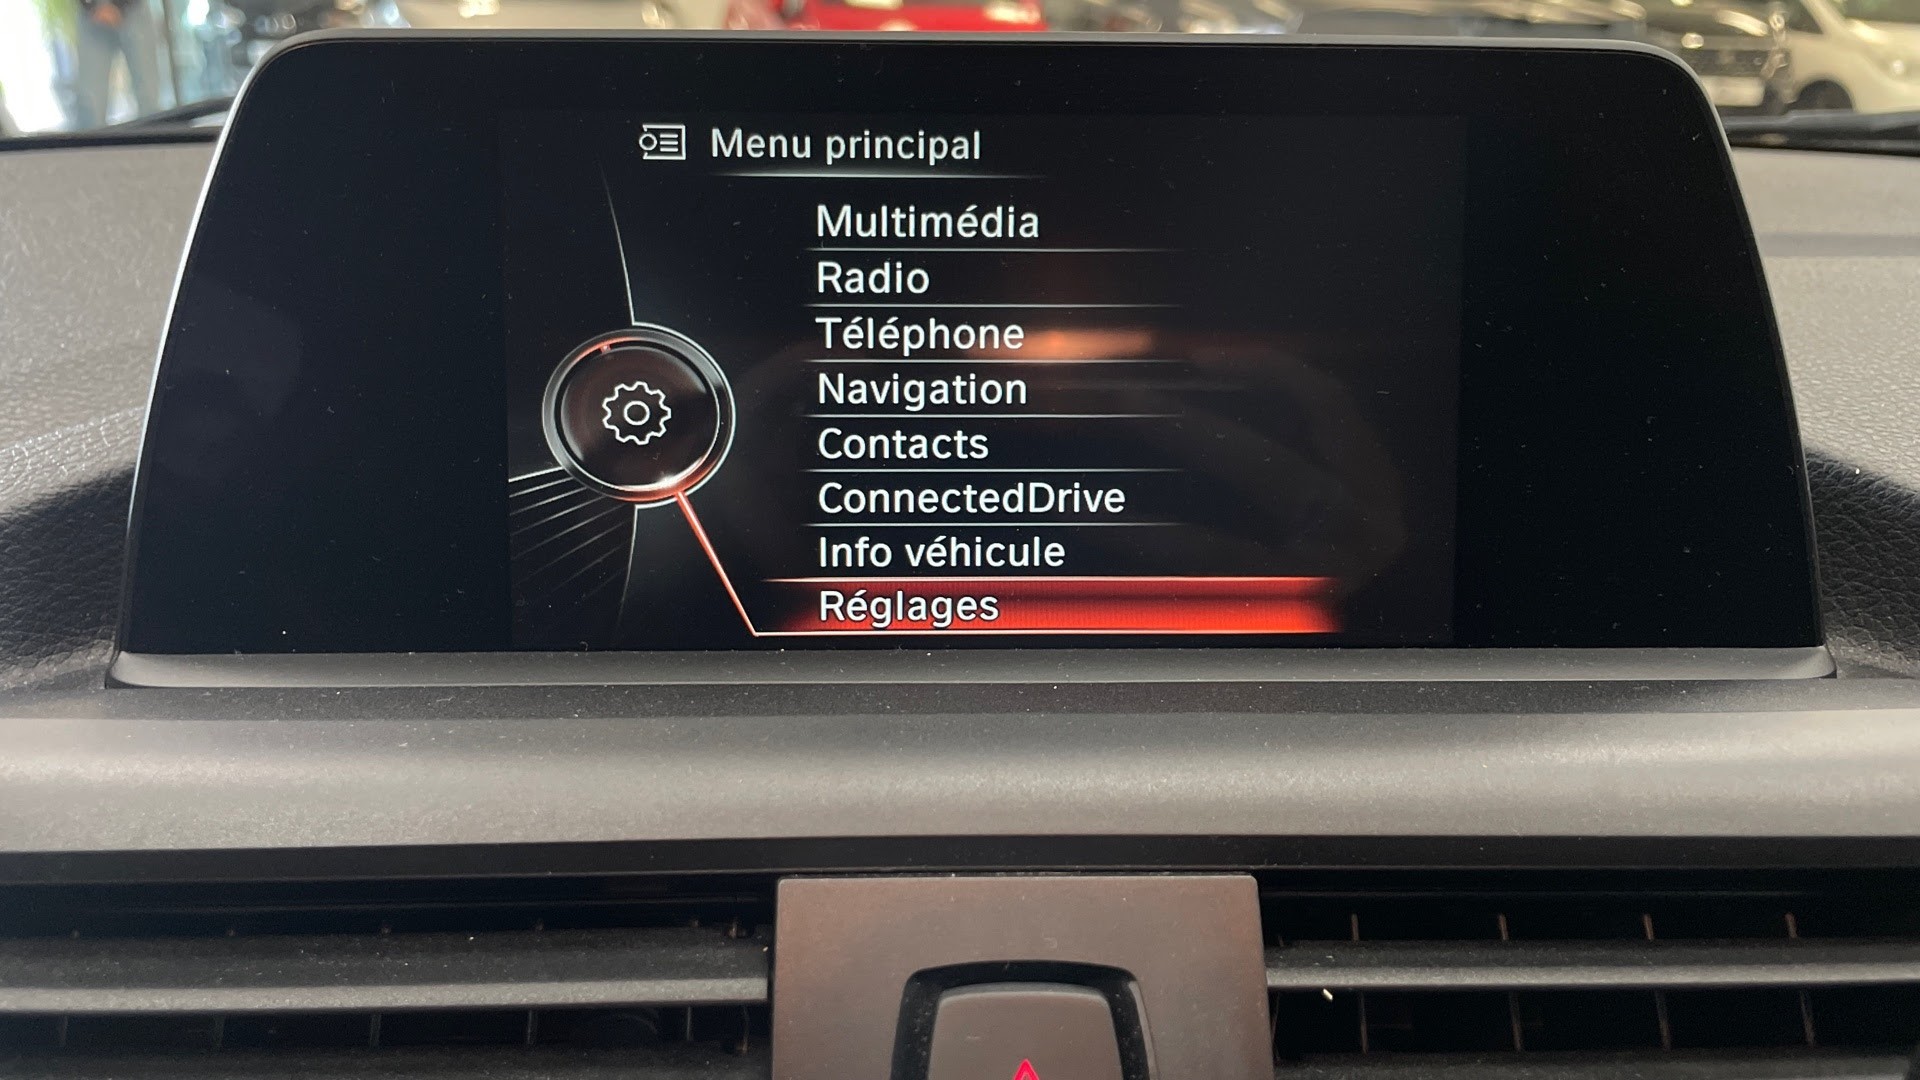 Menu principal
Multimédia
Radio
Téléphone
Navigation
Contacts
ConnectedDrive
Info véhicule
Réglages